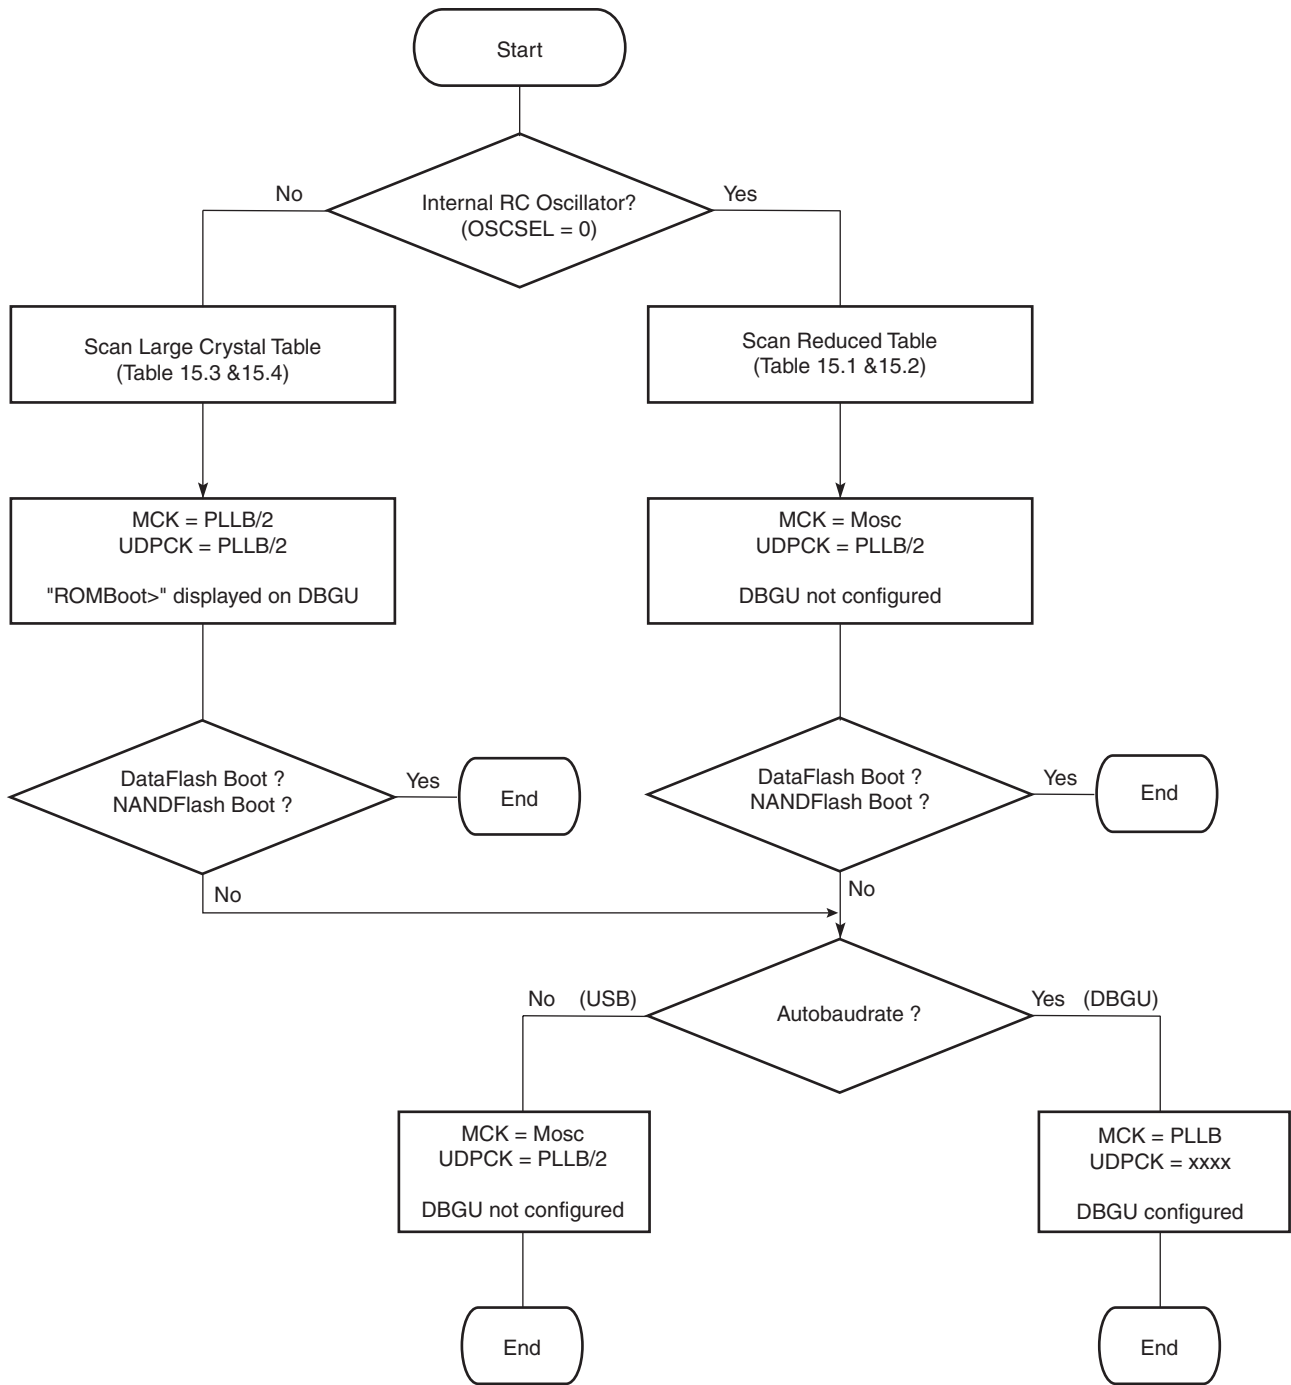 Start
Internal RC Oscillator?
(OSCSEL = 0)
No
Yes
Scan Large Crystal Table
(Table 15.3 &15.4)
Scan Reduced Table
(Table 15.1 &15.2)
MCK = PLLB/2
UDPCK = PLLB/2
"ROMBoot>" displayed on DBGU
MCK = Mosc
UDPCK = PLLB/2
DBGU not configured
DataFlash Boot ?
NANDFlash Boot ?
Yes
End
No
DataFlash Boot ?
NANDFlash Boot ?
Yes
End
No
Autobaudrate ?
No (USB)
Yes (DBGU)
MCK = Mosc
UDPCK = PLLB/2
DBGU not configured
MCK = PLLB
UDPCK = xxxx
DBGU configured
End
End